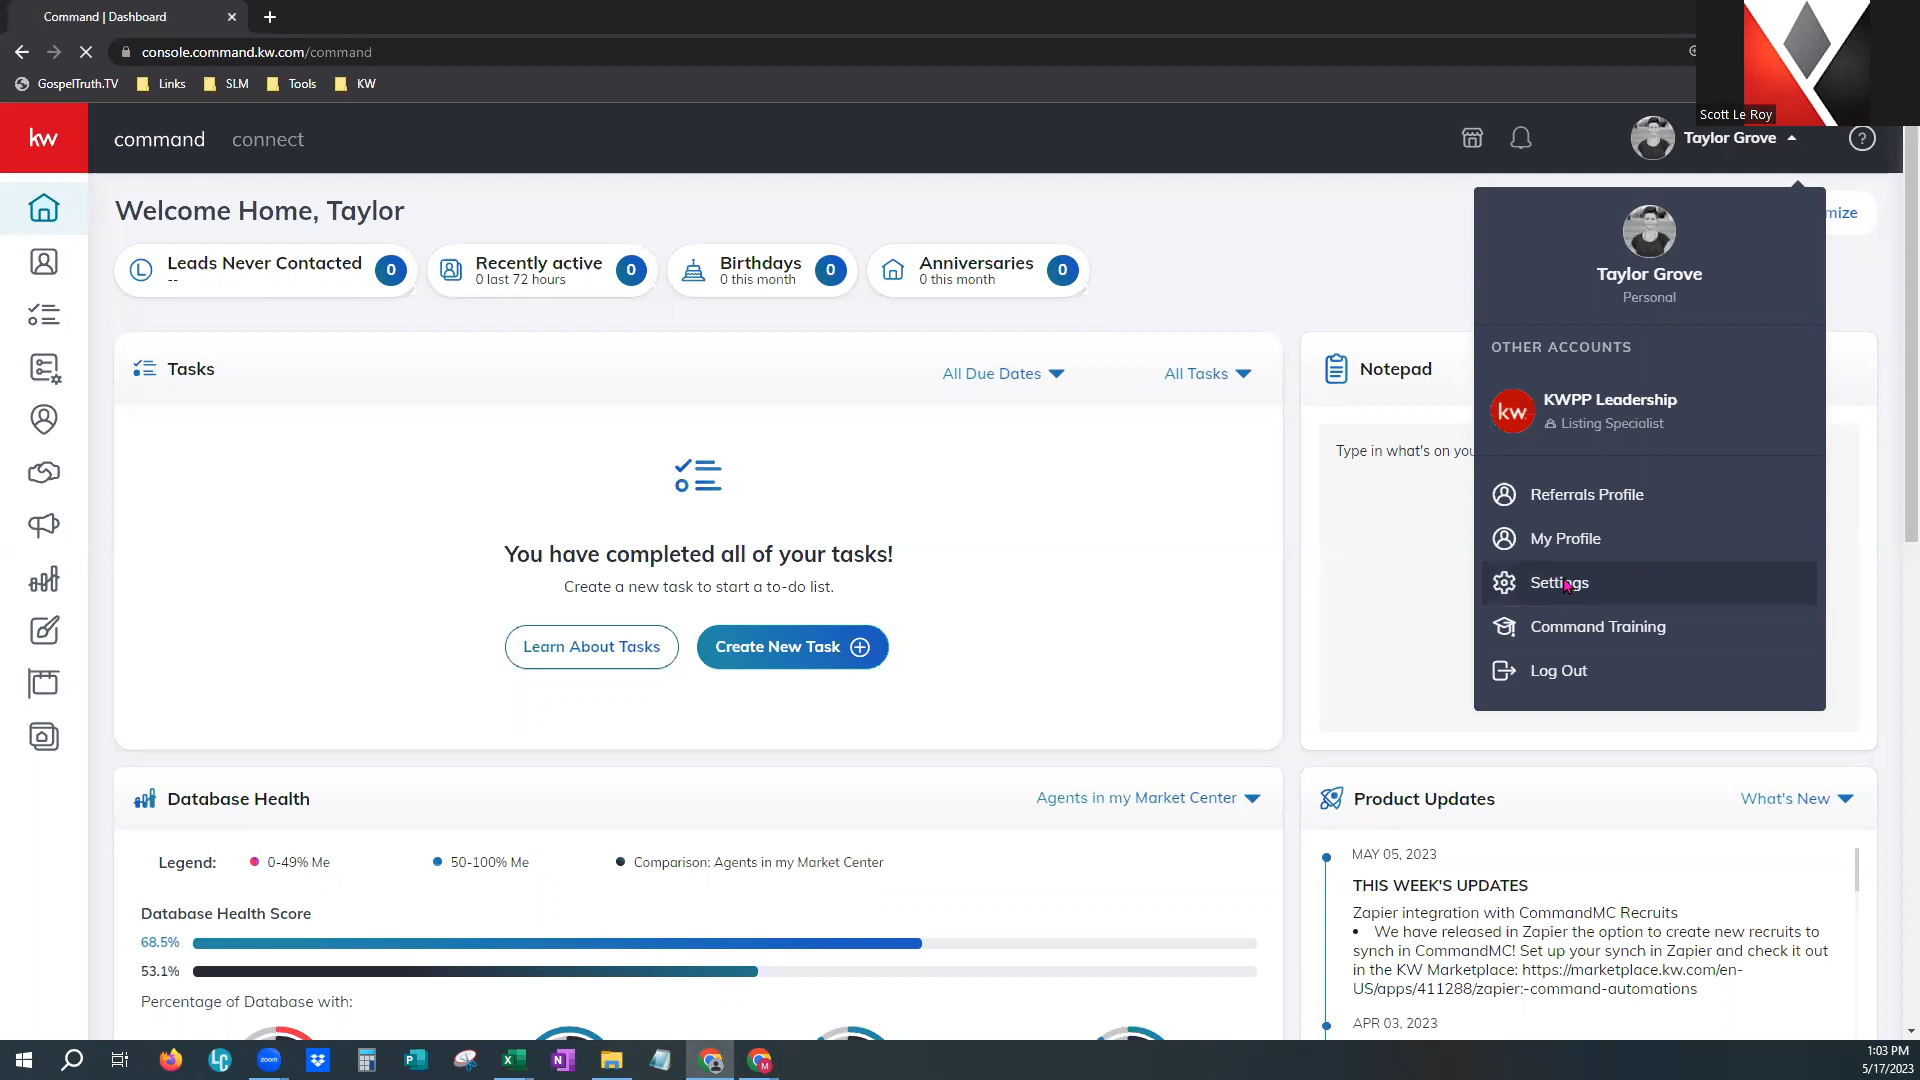 Command | Dashboard
console.command.kw.com/command
GospelTruth.TV Links SLM Tools KW
Scott Le Roy
kw command connect Taylor Grove
Welcome Home, Taylor
mize
Leads Never Contacted 0
--
Recently active 0
0 last 72 hours
Birthdays 0
0 this month
Anniversaries 0
0 this month
Taylor Grove
Personal
OTHER ACCOUNTS
kw KWPP Leadership
Listing Specialist
Referrals Profile
My Profile
Settings
Command Training
Log Out
Tasks All Due Dates All Tasks
You have completed all of your tasks!
Create a new task to start a to-do list.
Learn About Tasks Create New Task
Notepad
Type in what's on you
Database Health Agents in my Market Center
Legend: 0-49% Me 50-100% Me Comparison: Agents in my Market Center
Database Health Score
68.5%
53.1%
Percentage of Database with:
Product Updates What's New
MAY 05, 2023
THIS WEEK'S UPDATES
Zapier integration with CommandMC Recruits
• We have released in Zapier the option to create new recruits to
synch in CommandMC! Set up your synch in Zapier and check it out
in the KW Marketplace: https://marketplace.kw.com/en-
US/apps/411288/zapier:-command-automations
APR 03, 2023
1:03 PM
5/17/2023